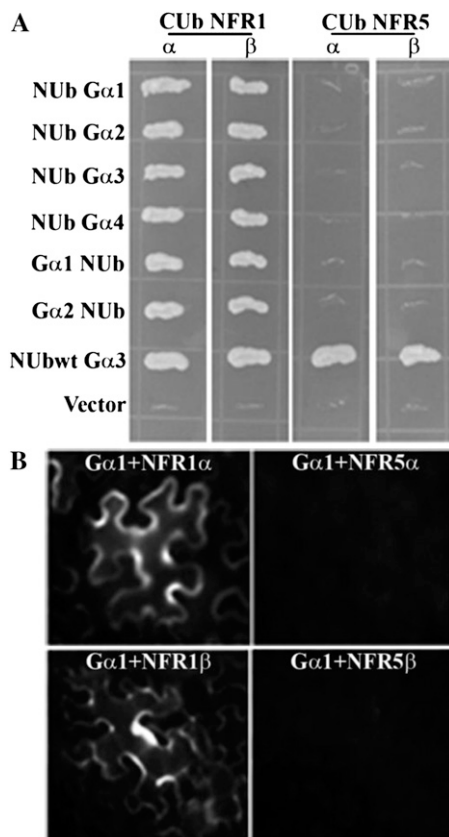 A
CUb NFR1 CUb NFR5
α β α β
NUb Gα1
NUb Gα2
NUb Gα3
NUb Gα4
Gα1 NUb
Gα2 NUb
NUbwt Gα3
Vector
B
Gα1+NFR1α Gα1+NFR5α
Gα1+NFR1β Gα1+NFR5β